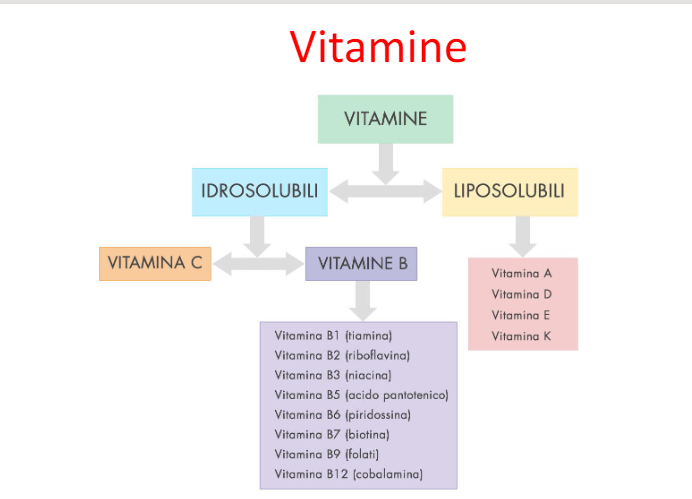 Vitamine
VITAMINE
IDROSOLUBILI
LIPOSOLUBILI
VITAMINA C
VITAMINE B
Vitamina A
Vitamina D
Vitamina E
Vitamina K
Vitamina B1 (tiamina)
Vitamina B2 (riboflavina)
Vitamina B3 (niacina)
Vitamina B5 (acido pantotenico)
Vitamina B6 (piridossina)
Vitamina B7 (biotina)
Vitamina B9 (folati)
Vitamina B12 (cobalamina)